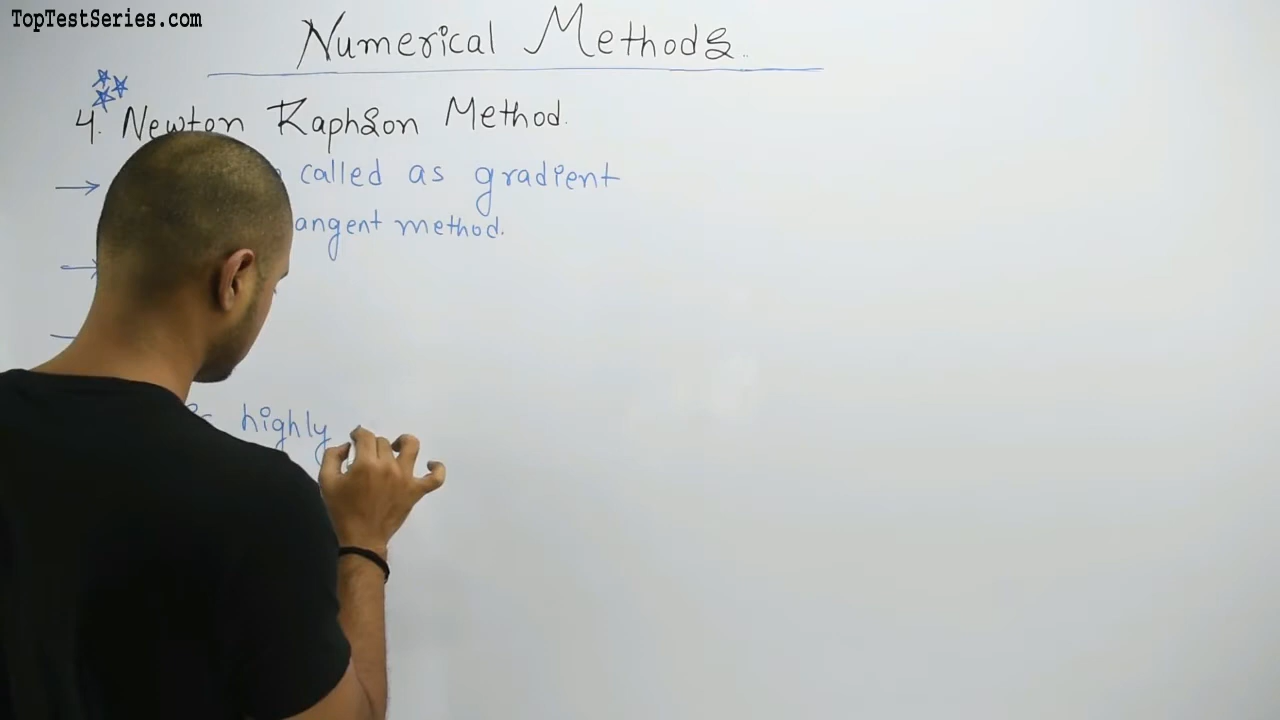 TopTestSeries.com
Numerical Methods
4. Newton Raphson Method.
→ called as gradient
angent method.
highly